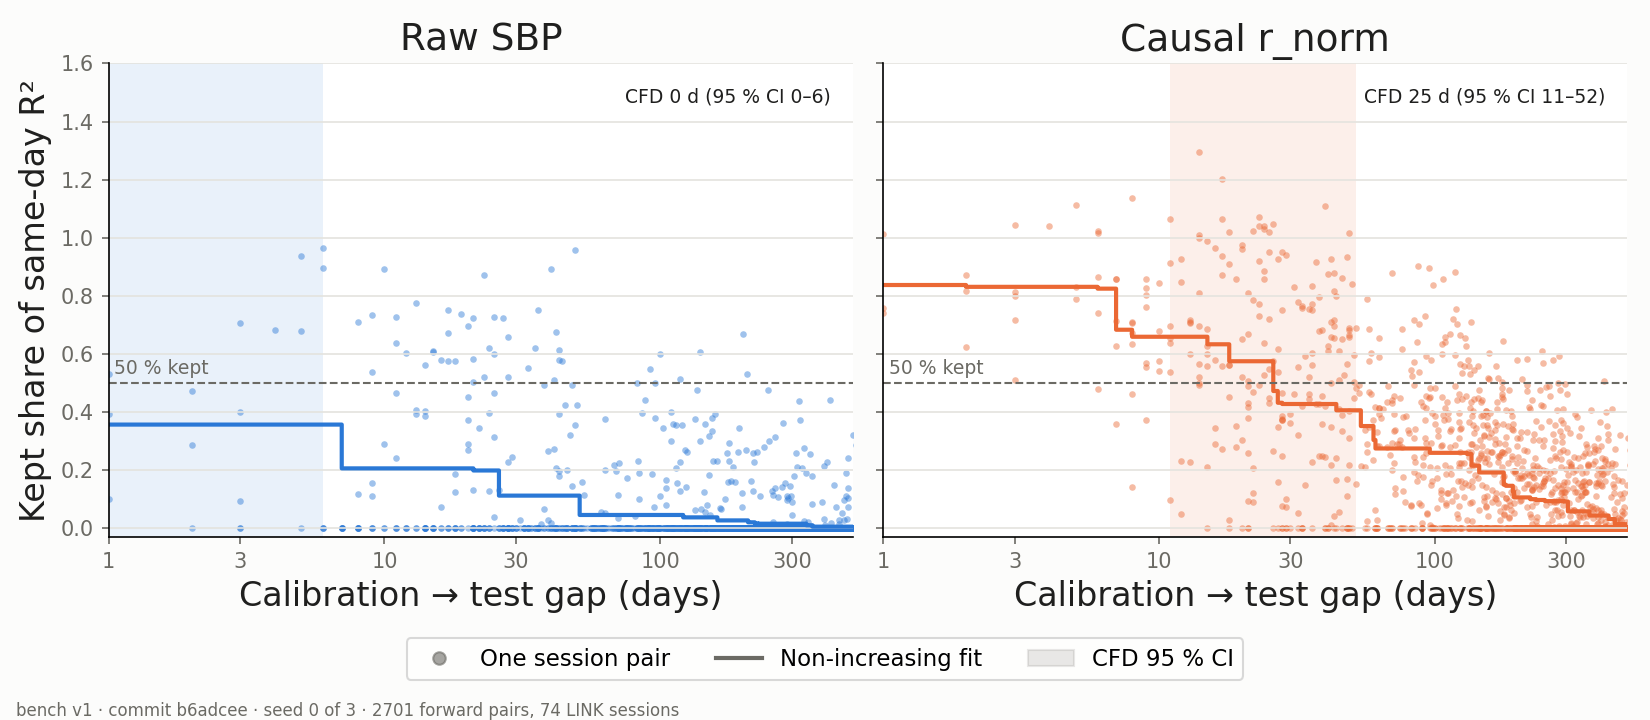 Raw SBP
Causal r_norm
Kept share of same-day R²
1.6
1.4
1.2
1.0
0.8
0.6
0.4
0.2
0.0
CFD 0 d (95 % CI 0–6)
50 % kept
1 3 10 30 100 300
Calibration → test gap (days)
CFD 25 d (95 % CI 11–52)
50 % kept
1 3 10 30 100 300
Calibration → test gap (days)
One session pair Non-increasing fit CFD 95 % CI
bench v1 · commit b6adcee · seed 0 of 3 · 2701 forward pairs, 74 LINK sessions